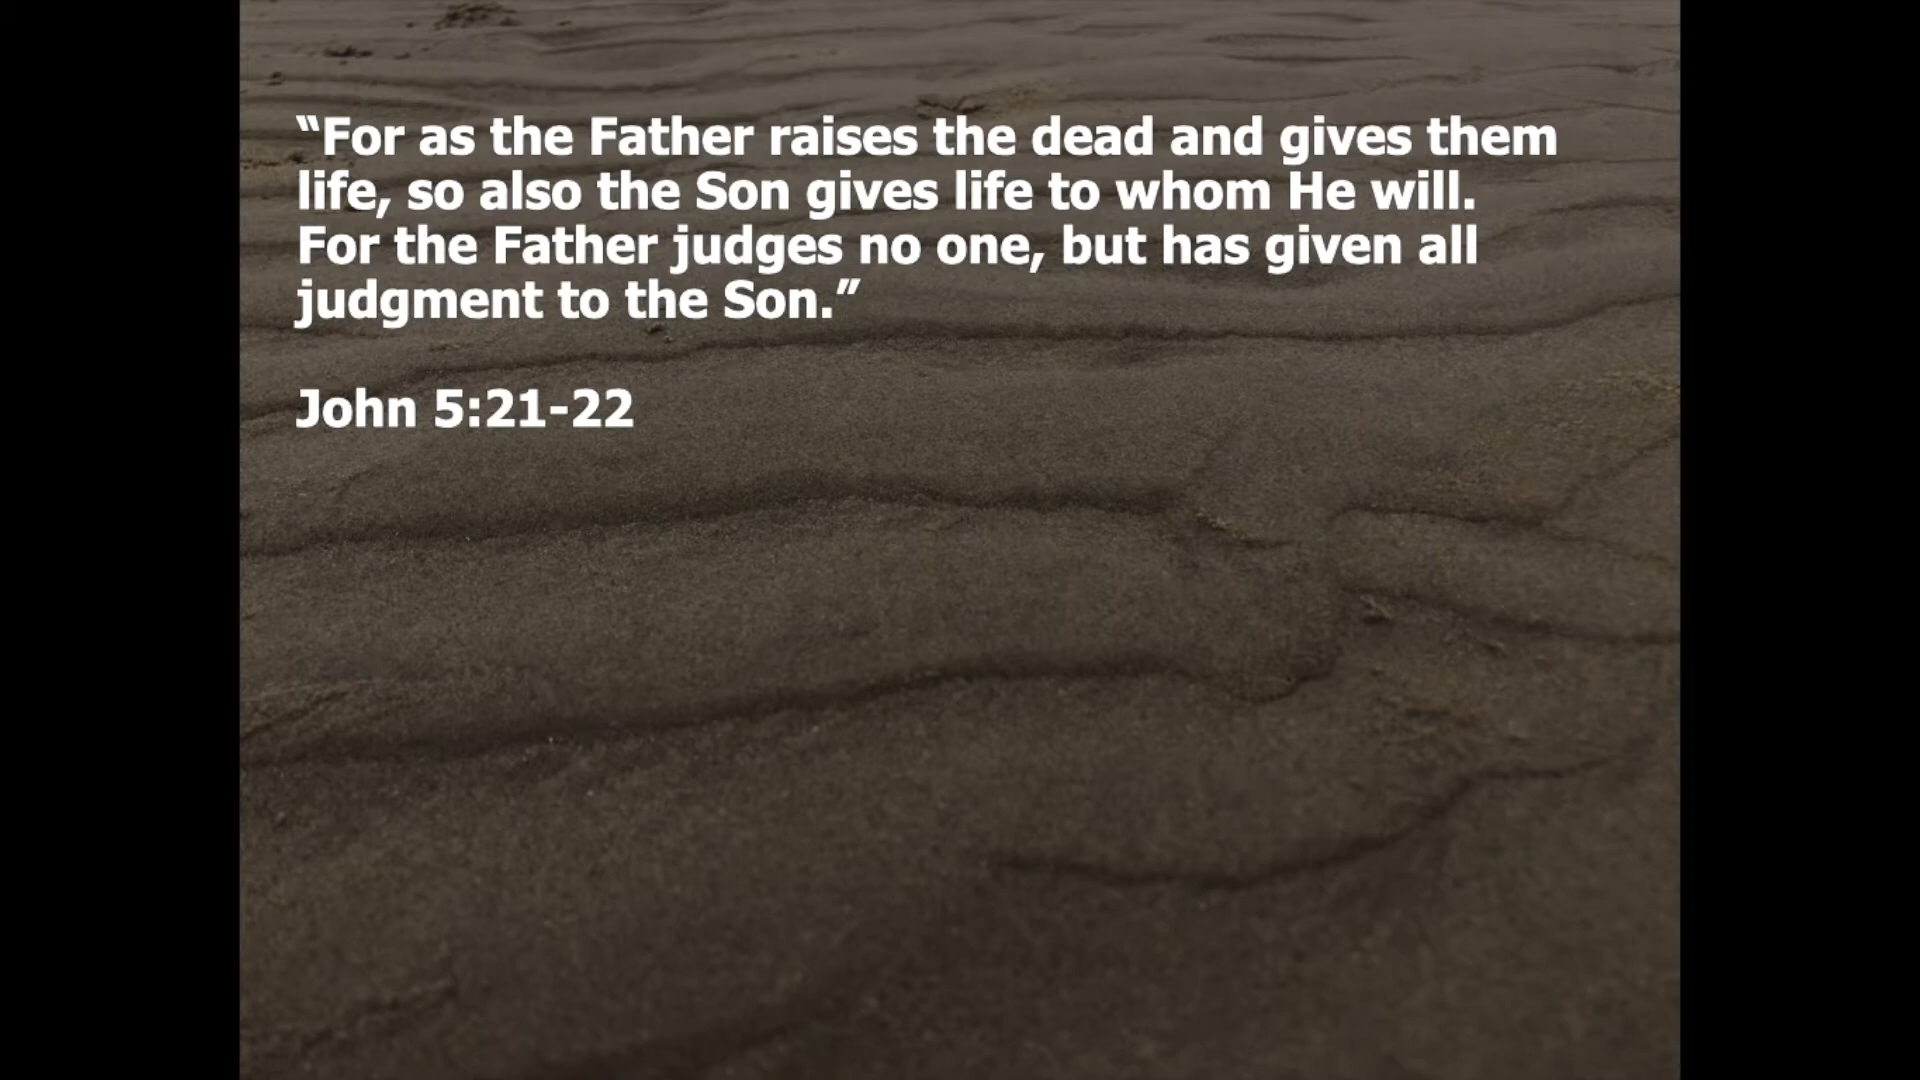 “For as the Father raises the dead and gives them
life, so also the Son gives life to whom He will.
For the Father judges no one, but has given all
judgment to the Son.”
John 5:21-22